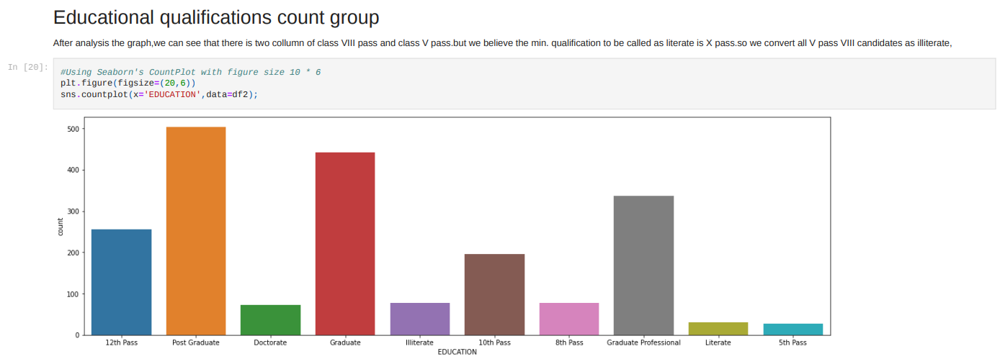 Educational qualifications count group
After analysis the graph,we can see that there is two collumn of class VIII pass and class V pass.but we believe the min. qualification to be called as literate is X pass.so we convert all V pass VIII candidates as illiterate,
In [20]:
#Using Seaborn's CountPlot with figure size 10 * 6
plt.figure(figsize=(20,6))
sns.countplot(x='EDUCATION',data=df2);
500
400
300
200
100
0
count
12th Pass Post Graduate Doctorate Graduate Illiterate 10th Pass 8th Pass Graduate Professional Literate 5th Pass
EDUCATION